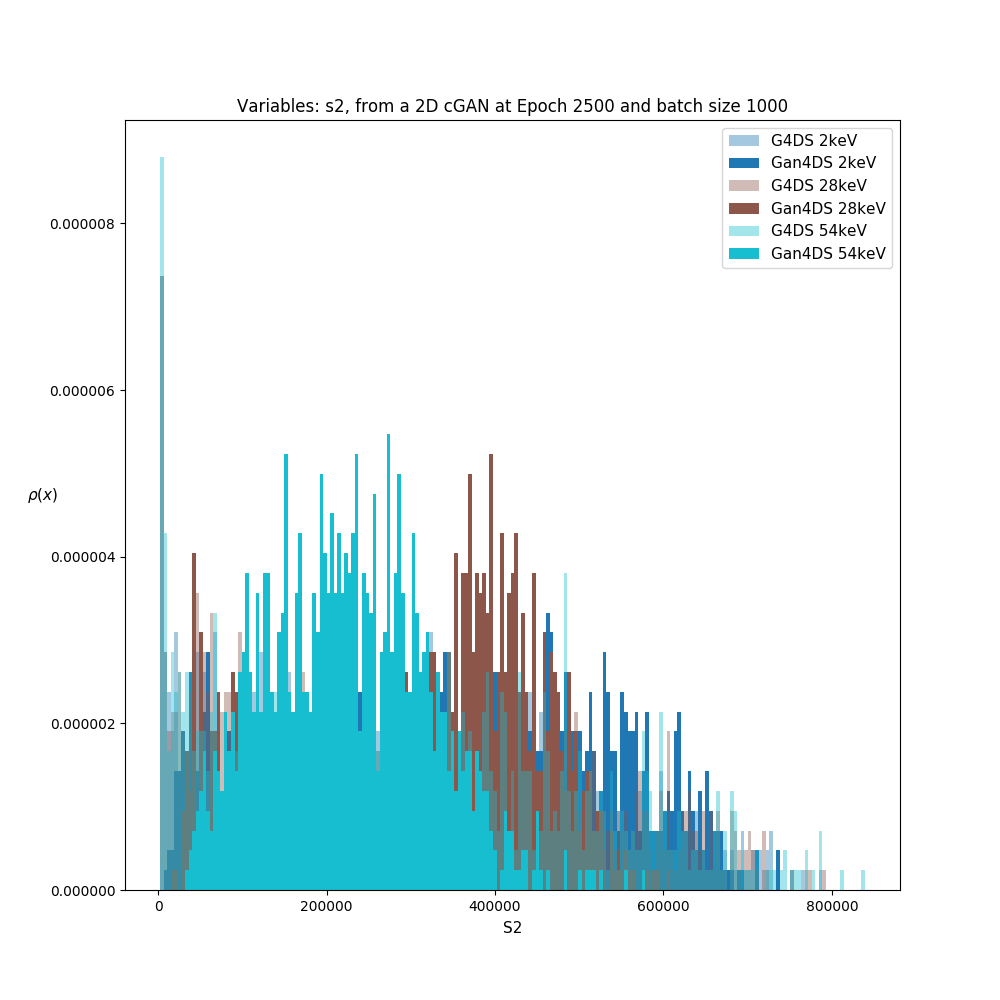 Variables: s2, from a 2D cGAN at Epoch 2500 and batch size 1000
G4DS 2keV
Gan4DS 2keV
G4DS 28keV
Gan4DS 28keV
G4DS 54keV
Gan4DS 54keV
0.000008
0.000006
ρ(x)
0.000004
0.000002
0.000000
0 200000 400000 600000 800000
S2